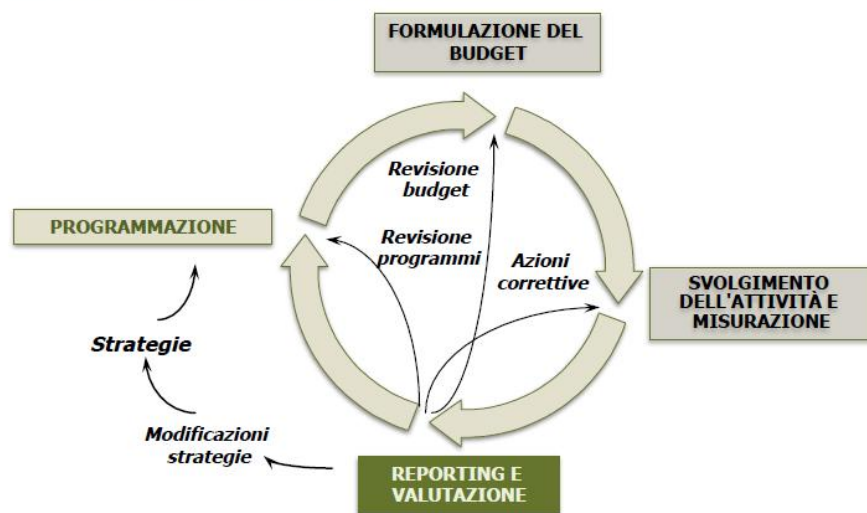 FORMULAZIONE DEL
BUDGET
Revisione
budget
PROGRAMMAZIONE
Revisione
programmi
Azioni
correttive
SVOLGIMENTO
DELL'ATTIVITÀ E
MISURAZIONE
Strategie
Modificazioni
strategie
REPORTING E
VALUTAZIONE